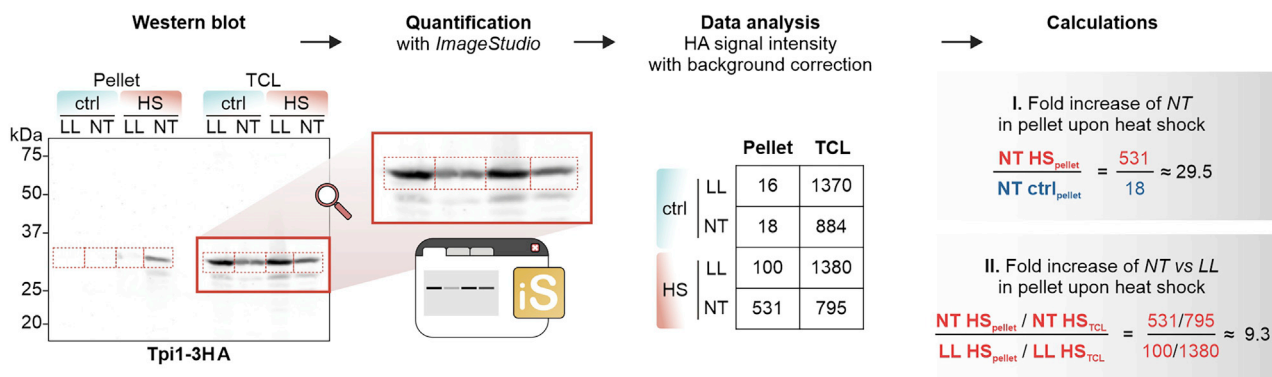 Western blot
Quantification
with ImageStudio
Data analysis
HA signal intensity
with background correction
Calculations
Pellet TCL
ctrl HS ctrl HS
LL NT LL NT LL NT LL NT
kDa
75-
50-
37-
25-
20-
Tpi1-3HA
iS
Pellet TCL
ctrl LL 16 1370
NT 18 884
HS LL 100 1380
NT 531 795
I. Fold increase of NT
in pellet upon heat shock
NT HSpellet / NT ctrlpellet = 531 / 18 ≈ 29.5
II. Fold increase of NT vs LL
in pellet upon heat shock
NT HSpellet / NT HSTCL = 531/795 ≈ 9.3
LL HSpellet / LL HSTCL 100/1380